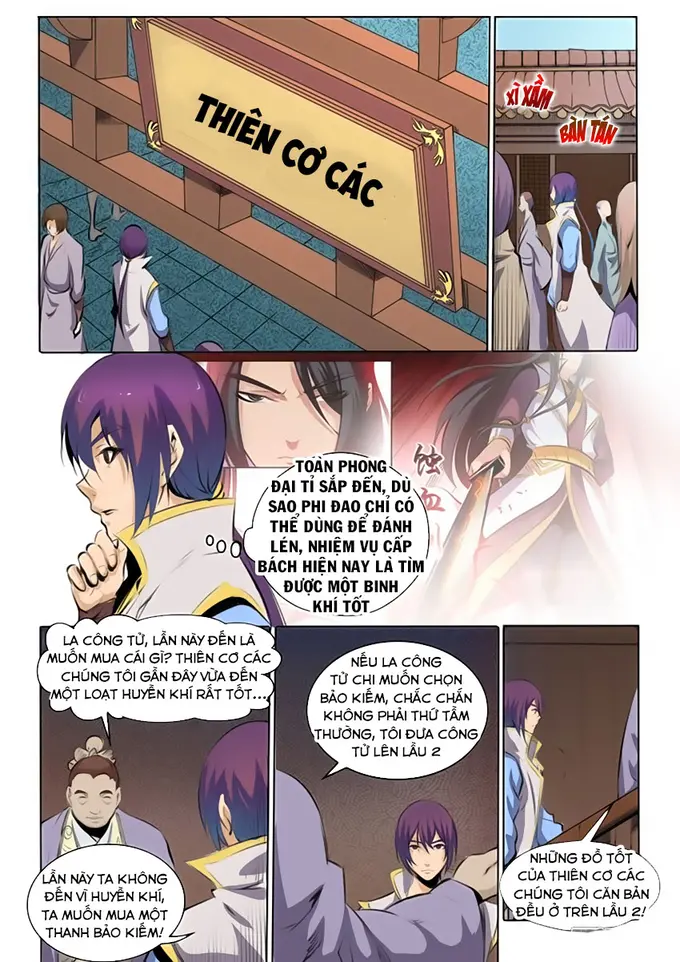 THIÊN CƠ CÁC
XÌ XẦM
BÀN TÁN
TOÀN PHONG
ĐẠI TỈ SẮP ĐẾN, DÙ
SAO PHI ĐAO CHỈ CÓ
THỂ DÙNG ĐỂ ĐÁNH
LÉN, NHIỆM VỤ CẤP
BÁCH HIỆN NAY LÀ TÌM
ĐƯỢC MỘT BINH
KHÍ TỐT
蚀
血
LA CÔNG TỬ, LẦN NÀY ĐẾN LÀ
MUỐN MUA CÁI GÌ? THIÊN CƠ CÁC
CHÚNG TÔI GẦN ĐÂY VỪA ĐẾN
MỘT LOẠT HUYỀN KHÍ RẤT TỐT...
LẦN NÀY TA KHÔNG
ĐẾN VÌ HUYỀN KHÍ,
TA MUỐN MUA MỘT
THANH BẢO KIẾM!
NẾU LA CÔNG
TỬ CHỈ MUỐN CHỌN
BẢO KIẾM, CHẮC CHẮN
KHÔNG PHẢI THỨ TẦM
THƯỜNG, TÔI ĐƯA CÔNG
TỬ LÊN LẦU 2
NHỮNG ĐỒ TỐT
CỦA THIÊN CƠ CÁC
CHÚNG TÔI CĂN BẢN
ĐỀU Ở TRÊN LẦU 2!